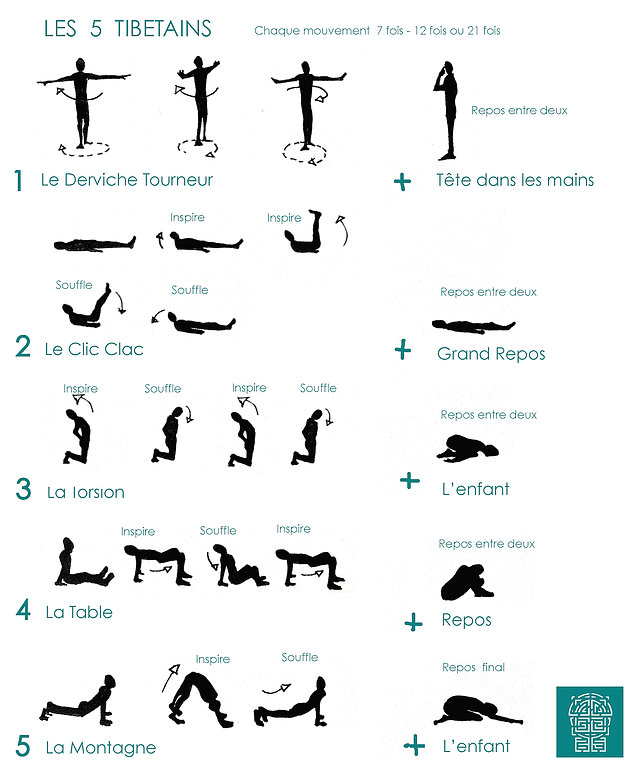 LES 5 TIBETAINS
Chaque mouvement 7 fois - 12 fois ou 21 fois
Repos entre deux
1 Le Derviche Tourneur
+ Tête dans les mains
Inspire
Inspire
Souffle
Souffle
Repos entre deux
2 Le Clic Clac
+ Grand Repos
Inspire
Souffle
Inspire
Souffle
Repos entre deux
3 La Torsion
+ L'enfant
Inspire
Souffle
Inspire
Repos entre deux
4 La Table
+ Repos
Inspire
Souffle
Repos final
5 La Montagne
+ L'enfant